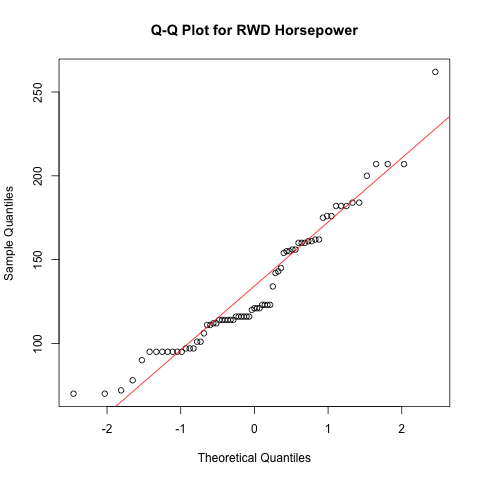 Q-Q Plot for RWD Horsepower
250
200
150
100
Sample Quantiles
-2 -1 0 1 2
Theoretical Quantiles